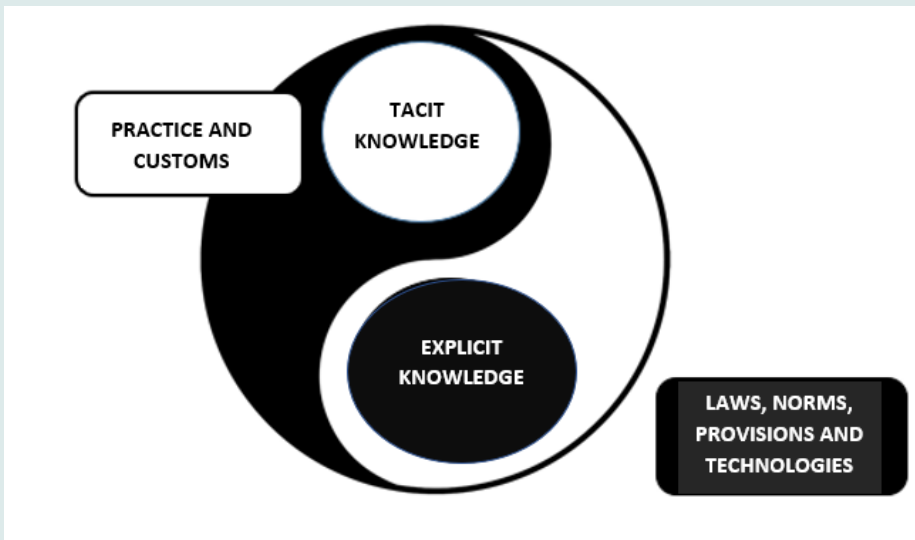 TACIT
KNOWLEDGE
PRACTICE AND
CUSTOMS
EXPLICIT
KNOWLEDGE
LAWS, NORMS,
PROVISIONS AND
TECHNOLOGIES